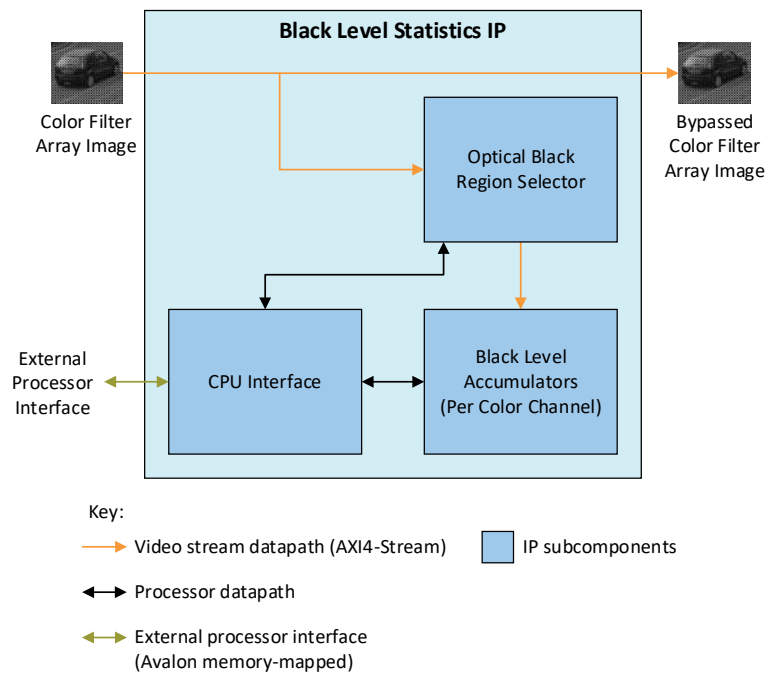 Black Level Statistics IP
Color Filter
Array Image
Bypassed
Color Filter
Array Image
Optical Black
Region Selector
External
Processor
Interface
CPU Interface
Black Level
Accumulators
(Per Color Channel)
Key:
Video stream datapath (AXI4-Stream)
IP subcomponents
Processor datapath
External processor interface
(Avalon memory-mapped)